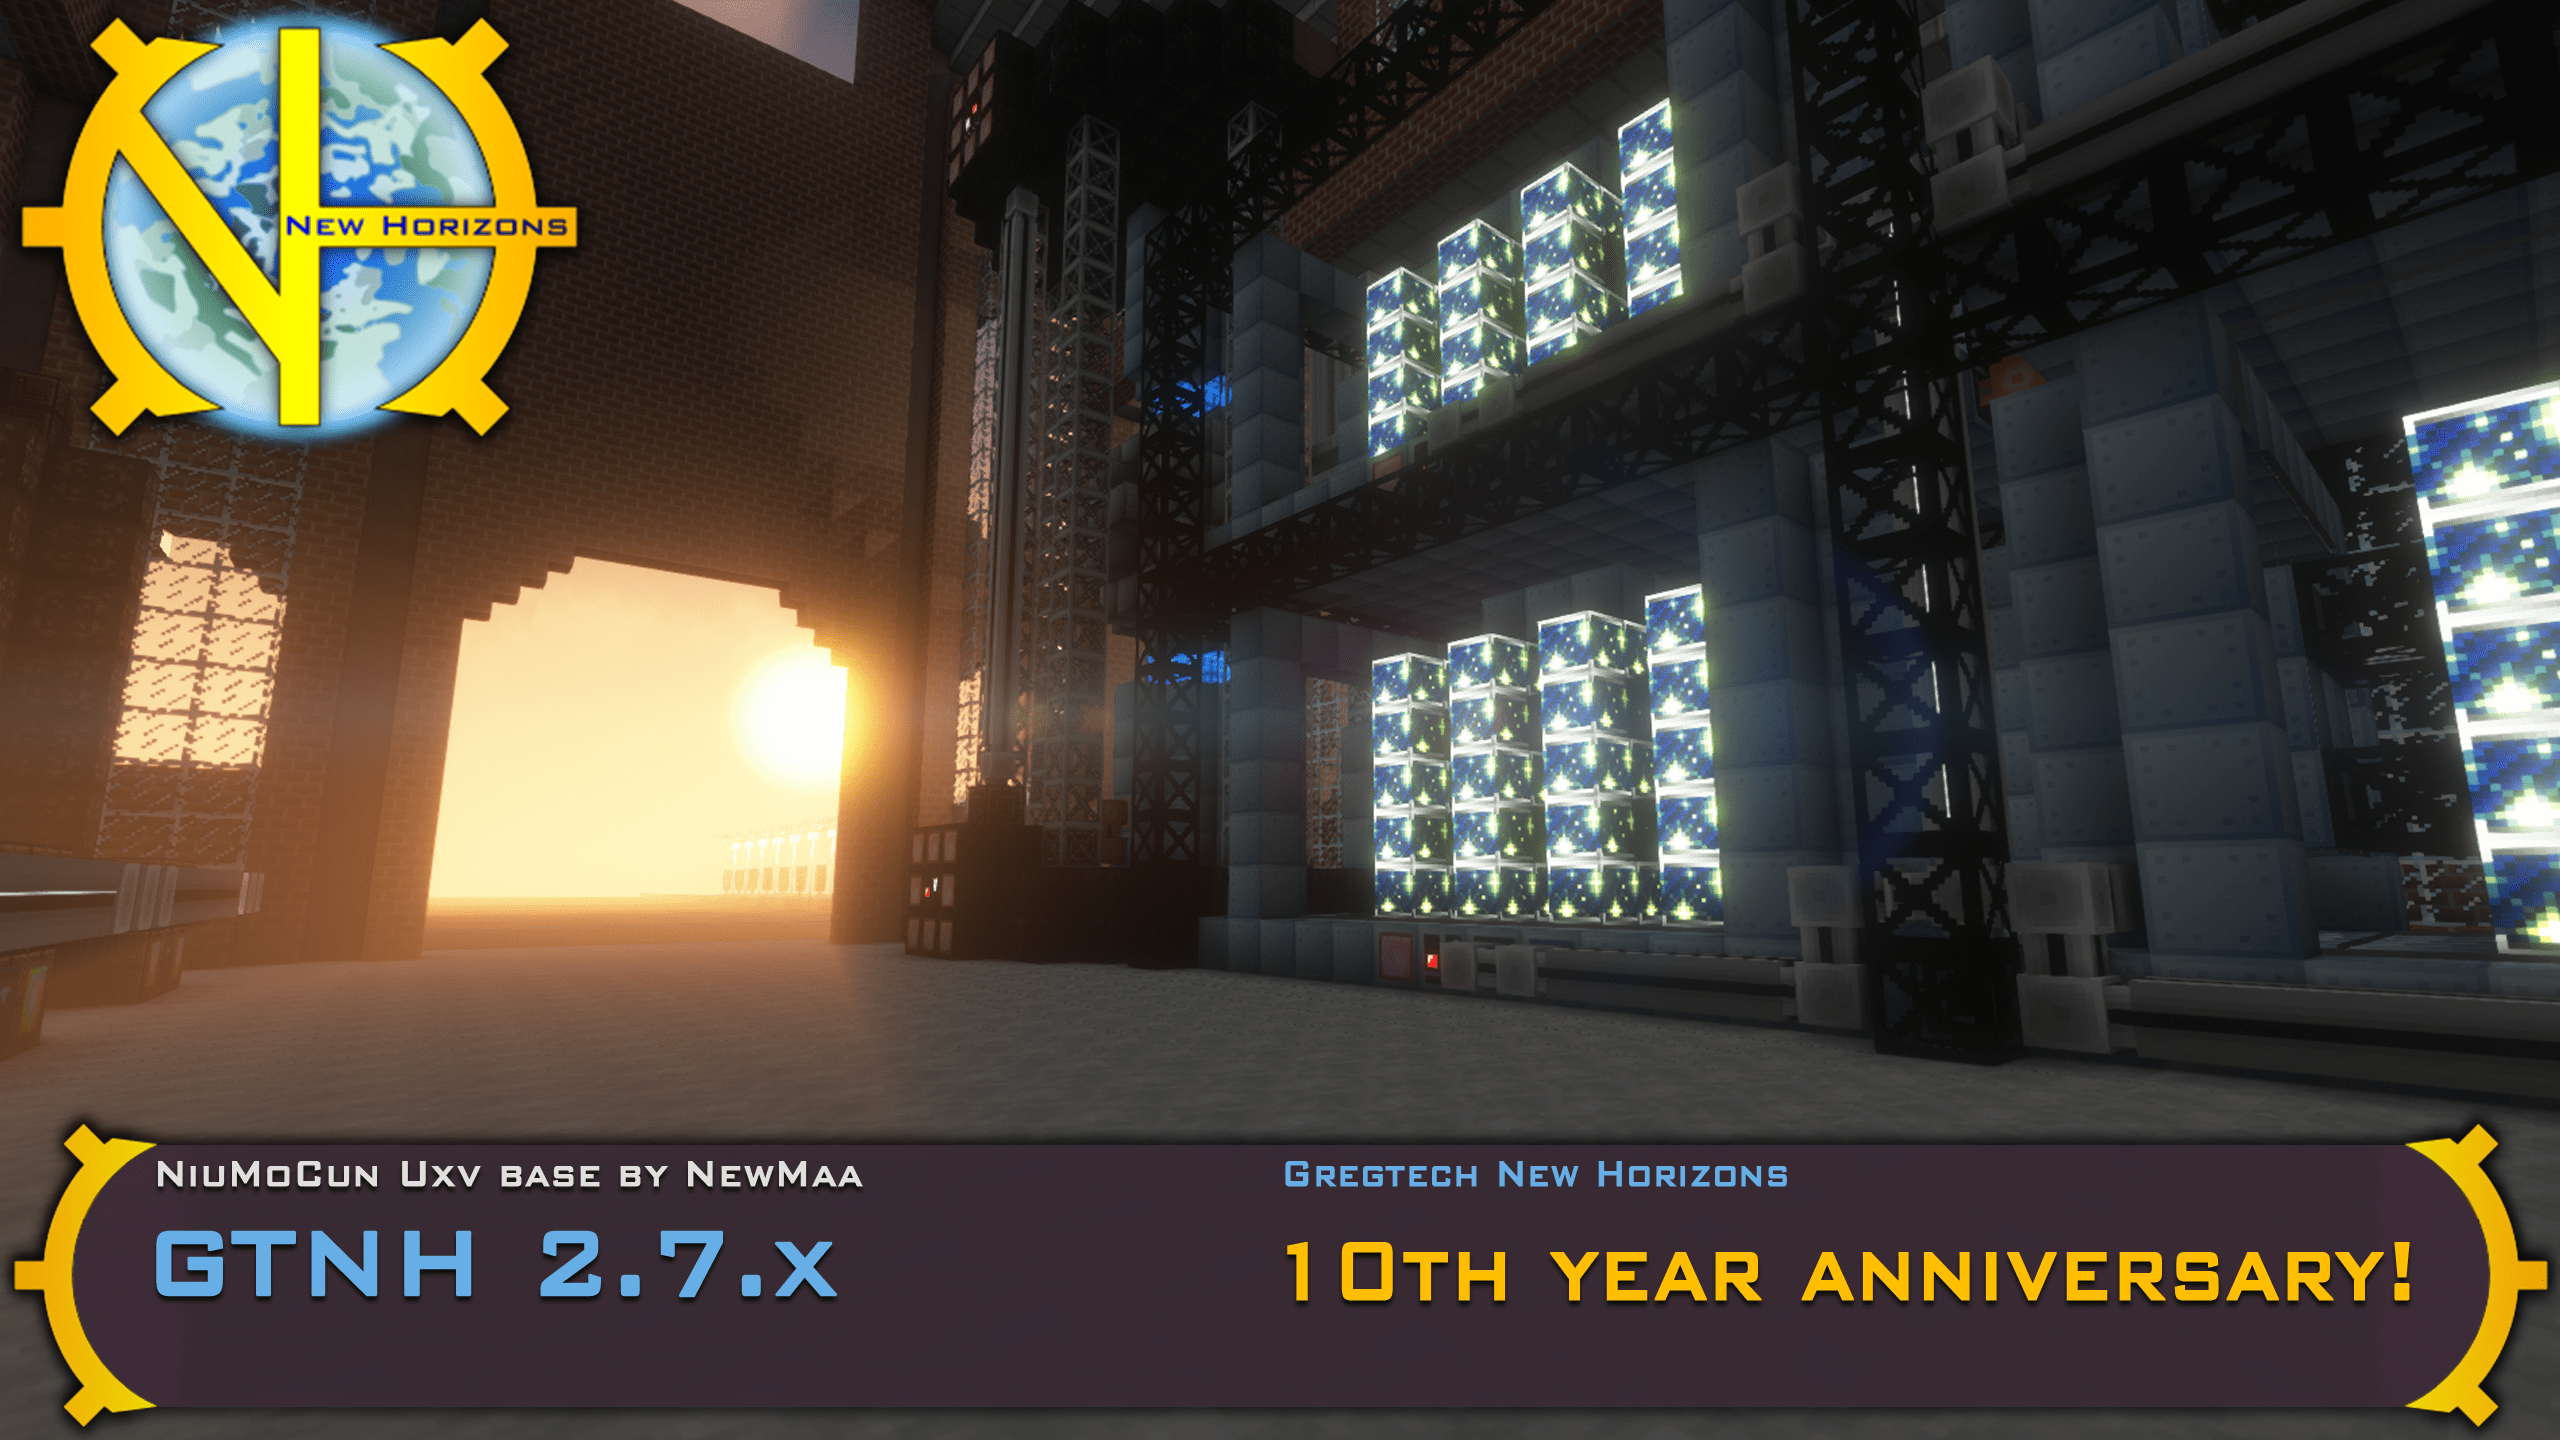 New Horizons
NiuMoCun Uxv base by NewMaa
GTNH 2.7.x
Gregtech New Horizons
10th year anniversary!